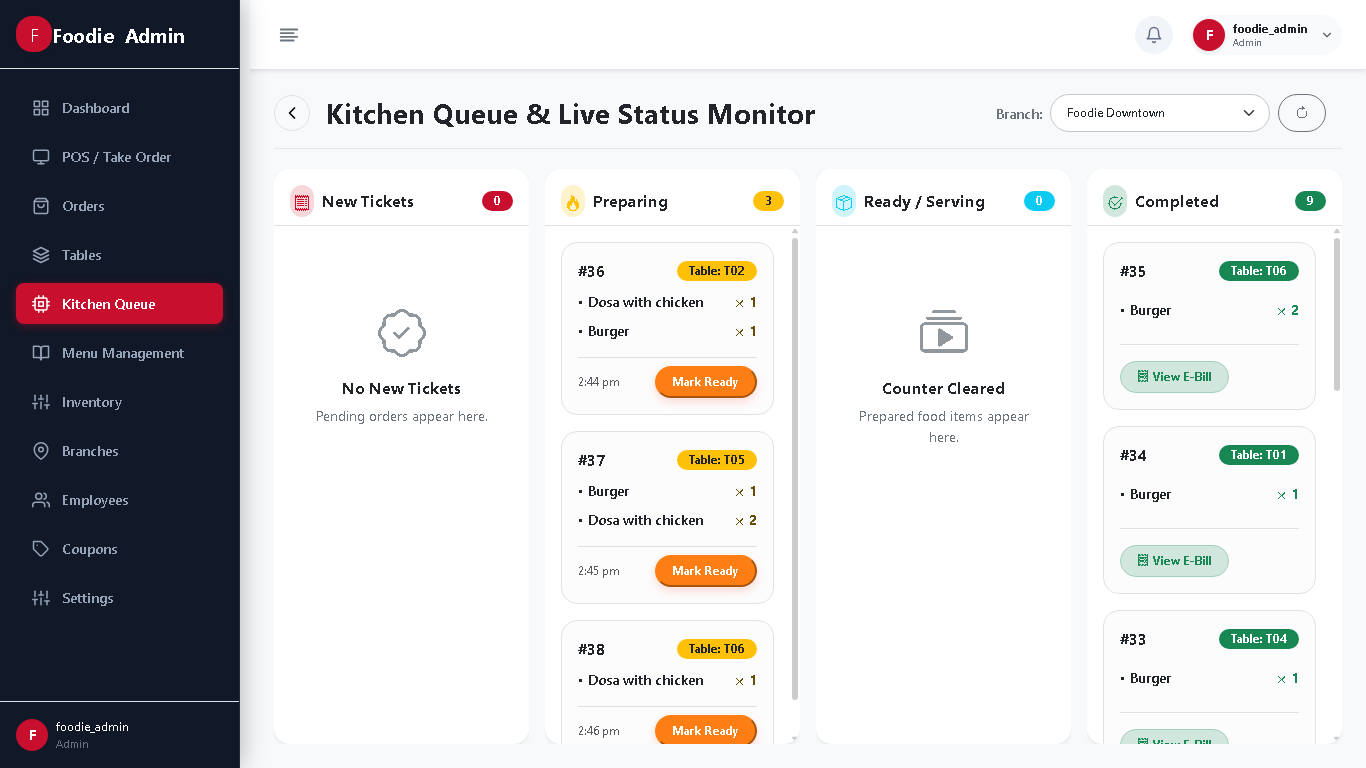 F Foodie Admin
Dashboard
POS / Take Order
Orders
Tables
Kitchen Queue
Menu Management
Inventory
Branches
Employees
Coupons
Settings
F
foodie_admin
Admin
F
foodie_admin
Admin
Kitchen Queue & Live Status Monitor
Branch:
Foodie Downtown
New Tickets
0
No New Tickets
Pending orders appear here.
Preparing
3
#36
Table: T02
• Dosa with chicken × 1
• Burger × 1
2:44 pm
Mark Ready
#37
Table: T05
• Burger × 1
• Dosa with chicken × 2
2:45 pm
Mark Ready
#38
Table: T06
• Dosa with chicken × 1
2:46 pm
Mark Ready
Ready / Serving
0
Counter Cleared
Prepared food items appear
here.
Completed
9
#35
Table: T06
• Burger × 2
View E-Bill
#34
Table: T01
• Burger × 1
View E-Bill
#33
Table: T04
• Burger × 1
View E-Bill